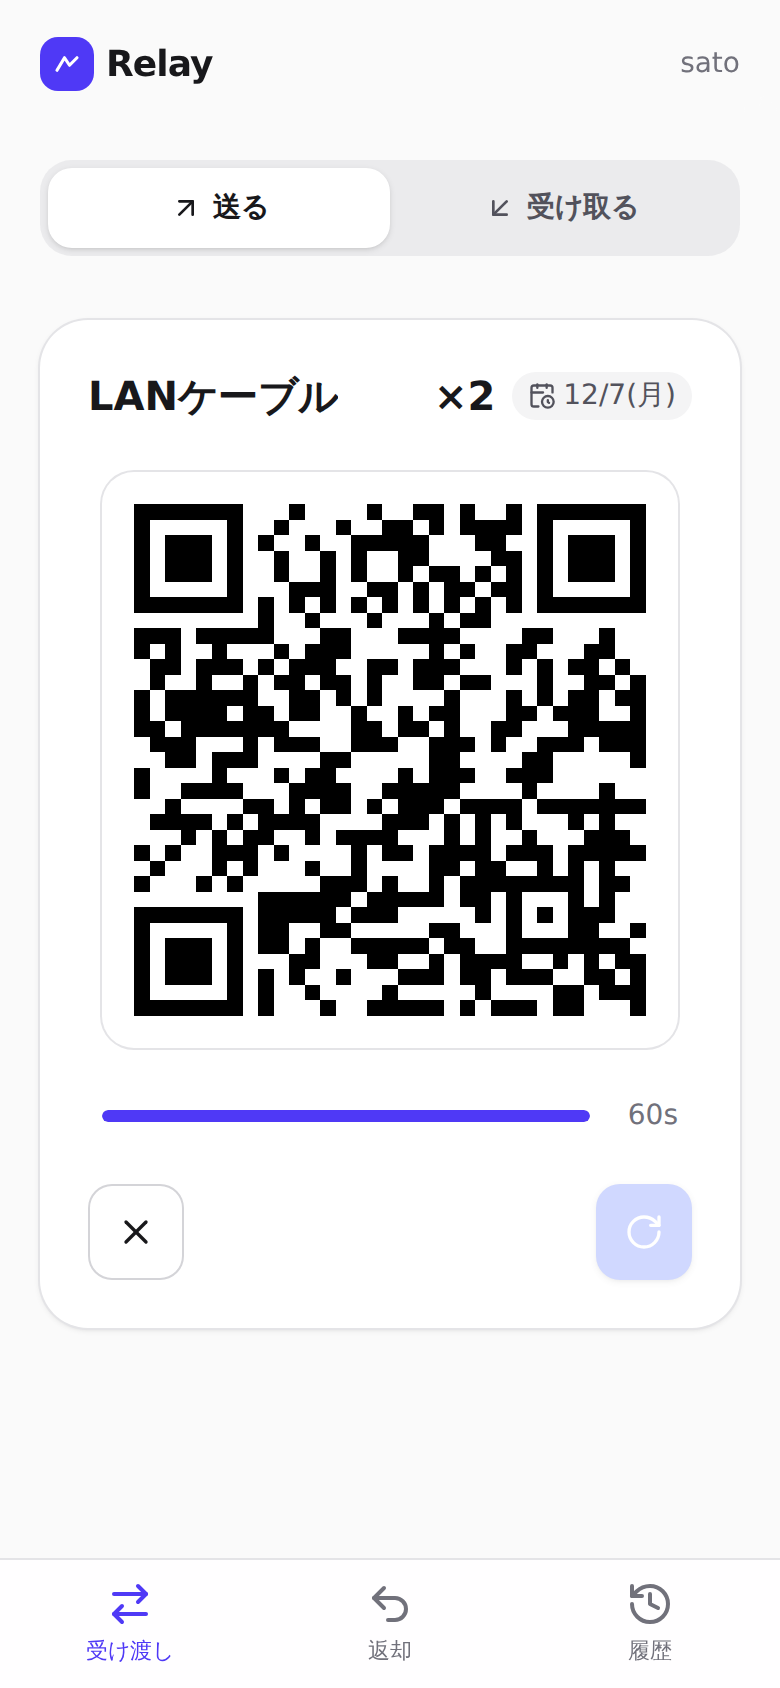 Relay
sato
送る
受け取る
LANケーブル ×2 12/7(月)
60s
受け渡し
返却
履歴